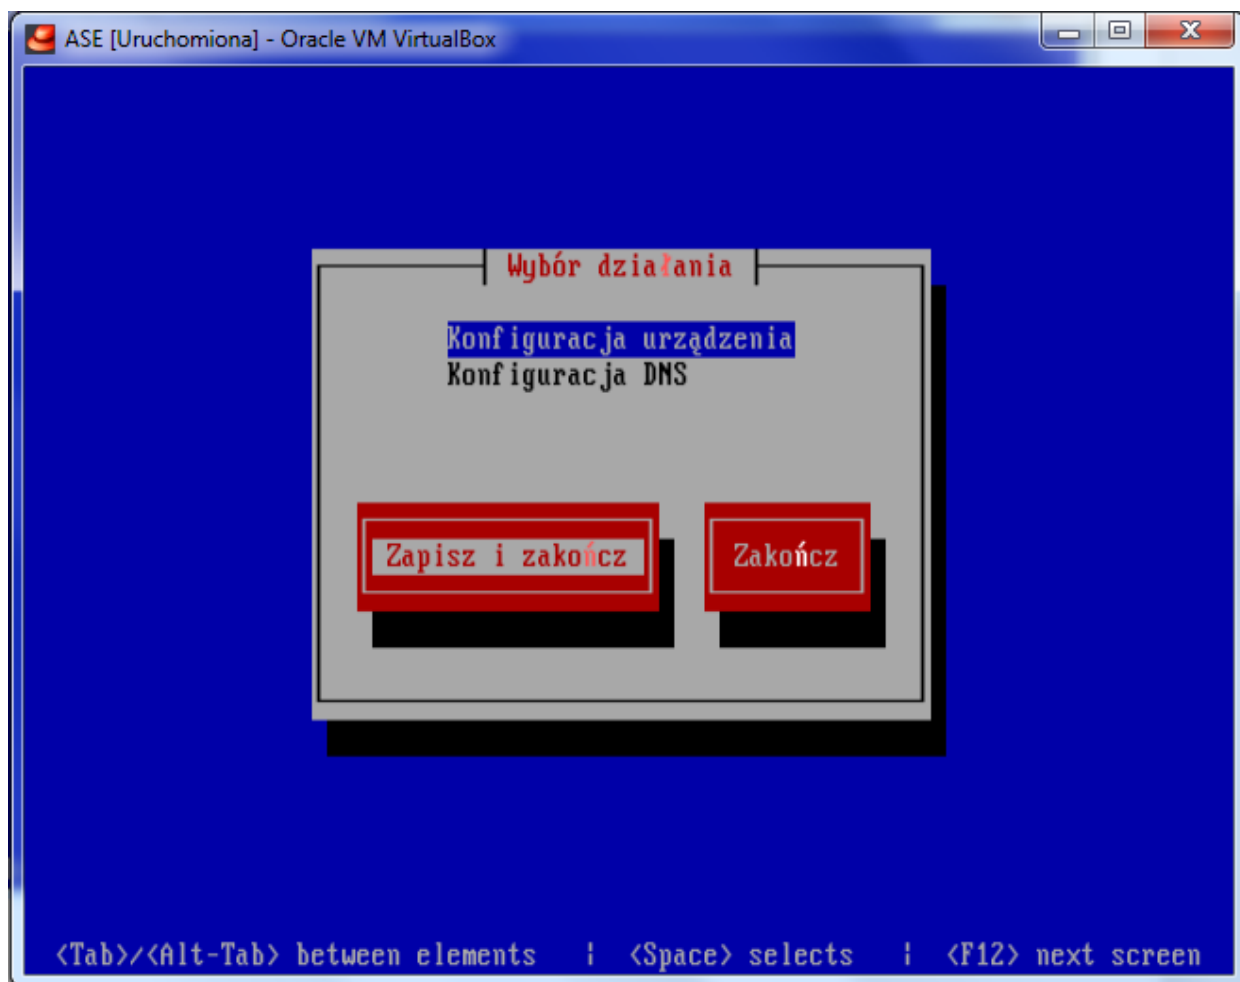 ASE [Uruchomiona] - Oracle VM VirtualBox
Wybór działania
Konfiguracja urządzenia
Konfiguracja DNS
Zapisz i zakończ Zakończ
<Tab>/<Alt-Tab> between elements | <Space> selects | <F12> next screen